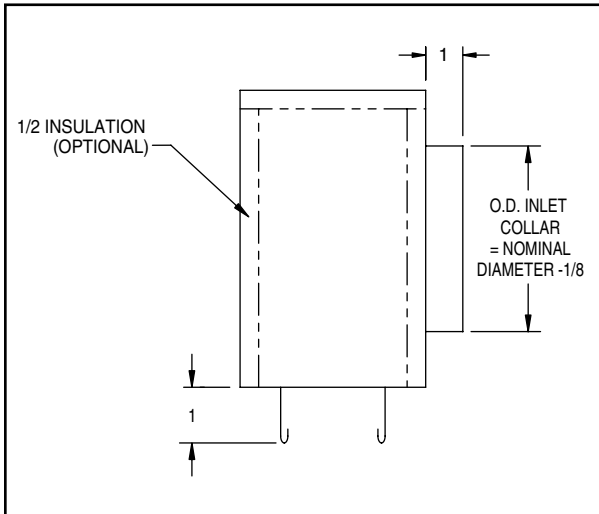 1
1/2 INSULATION
(OPTIONAL)
O.D. INLET
COLLAR
= NOMINAL
DIAMETER -1/8
1